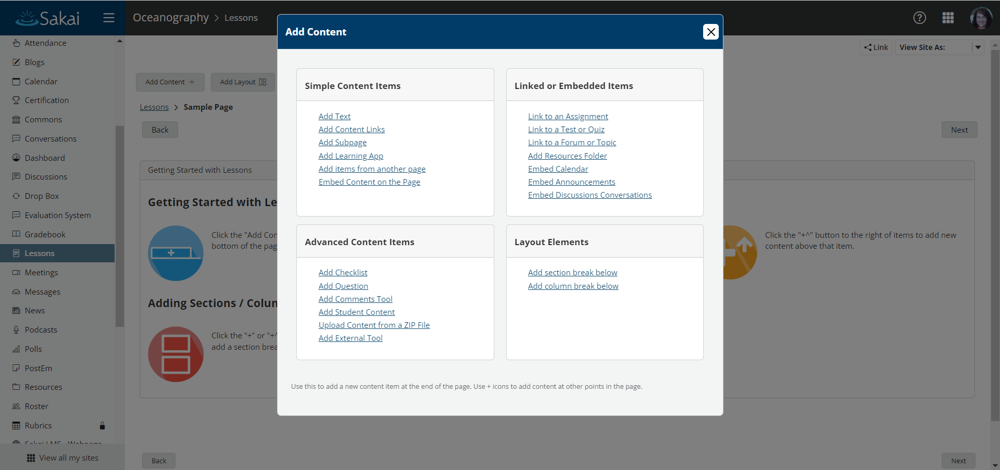 Sakai
Oceanography > Lessons
Attendance
Blogs
Calendar
Certification
Commons
Conversations
Dashboard
Discussions
Drop Box
Evaluation System
Gradebook
Lessons
Meetings
Messages
News
Podcasts
Polls
PostEm
Resources
Roster
Rubrics
Sakai LMS - Webpage
View all my sites
Link
View Site As:
Add Content +
Add Layout
Lessons > Sample Page
Back
Next
Getting Started with Lessons
Getting Started with Le
Click the "Add Con
bottom of the pag
Click the "+^" button to the right of items to add new
content above that item.
Adding Sections / Colun
Click the "+" or "+^
add a section brea
Back
Next
Add Content
Simple Content Items
Add Text
Add Content Links
Add Subpage
Add Learning App
Add items from another page
Embed Content on the Page
Linked or Embedded Items
Link to an Assignment
Link to a Test or Quiz
Link to a Forum or Topic
Add Resources Folder
Embed Calendar
Embed Announcements
Embed Discussions Conversations
Advanced Content Items
Add Checklist
Add Question
Add Comments Tool
Add Student Content
Upload Content from a ZIP File
Add External Tool
Layout Elements
Add section break below
Add column break below
Use this to add a new content item at the end of the page. Use + icons to add content at other points in the page.